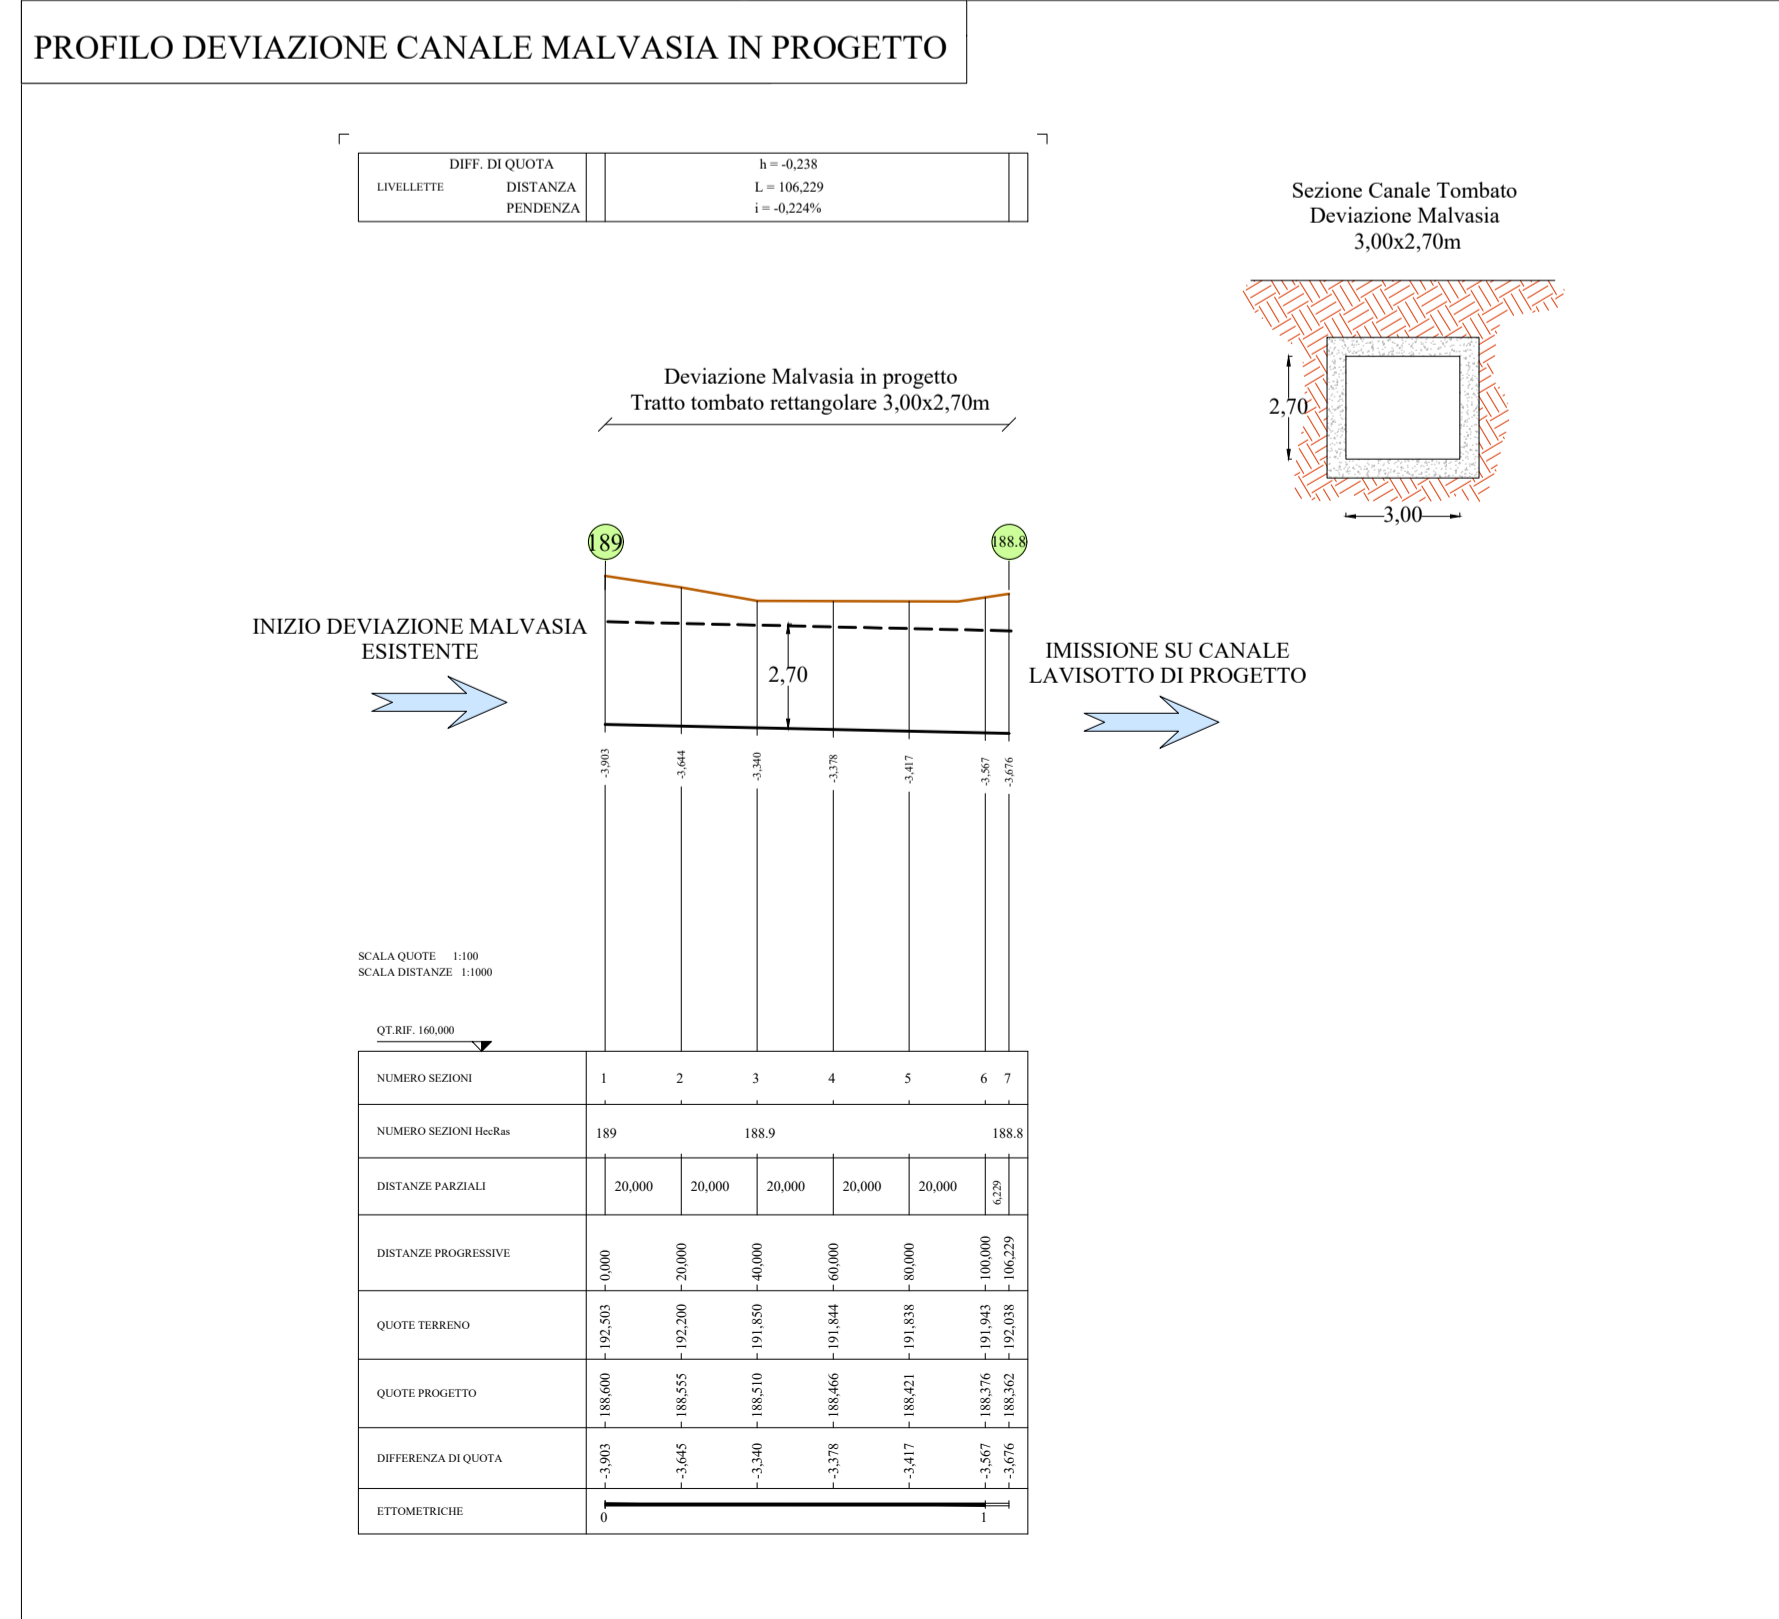 PROFILO DEVIAZIONE CANALE MALVASIA IN PROGETTO
DIFF. DI QUOTA h = -0,238
LIVELLETTE DISTANZA L = 106,229
PENDENZA i = -0,224%
Sezione Canale Tombato
Deviazione Malvasia
3,00x2,70m
2,70
3,00
Deviazione Malvasia in progetto
Tratto tombato rettangolare 3,00x2,70m
189 188.8
INIZIO DEVIAZIONE MALVASIA
ESISTENTE
2,70
IMISSIONE SU CANALE
LAVISOTTO DI PROGETTO
-3,903 -3,644 -3,340 -3,378 -3,417 -3,567 -3,676
SCALA QUOTE 1:100
SCALA DISTANZE 1:1000
QT.RIF. 160,000
NUMERO SEZIONI 1 2 3 4 5 6 7
NUMERO SEZIONI HecRas 189 188.9 188.8
DISTANZE PARZIALI 20,000 20,000 20,000 20,000 20,000 6,229
DISTANZE PROGRESSIVE 0,000 20,000 40,000 60,000 80,000 100,000 106,229
QUOTE TERRENO 192,503 192,200 191,850 191,844 191,838 191,943 192,038
QUOTE PROGETTO 188,600 188,555 188,510 188,466 188,421 188,376 188,362
DIFFERENZA DI QUOTA -3,903 -3,645 -3,340 -3,378 -3,417 -3,567 -3,676
ETTOMETRICHE 0 1